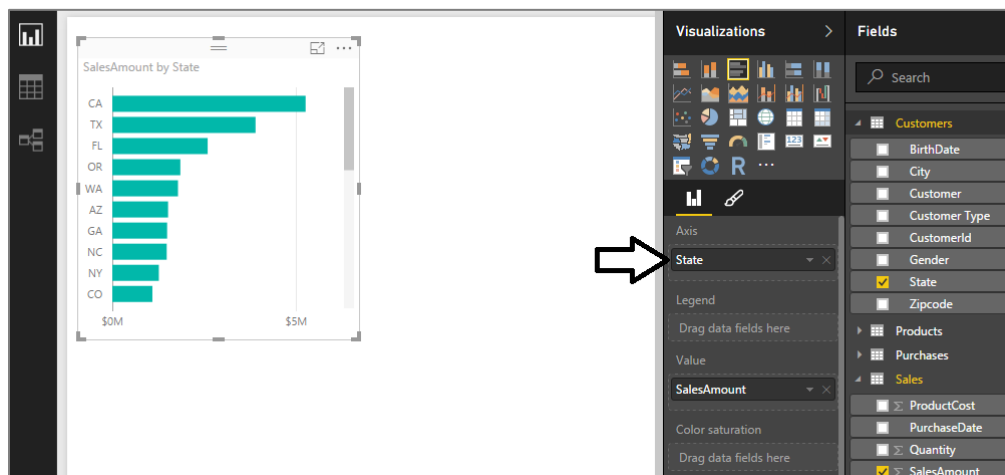 Visualizations
Fields
SalesAmount by State
CA
TX
FL
OR
WA
AZ
GA
NC
NY
CO
$0M
$5M
123
R
Axis
State
Legend
Drag data fields here
Value
SalesAmount
Color saturation
Drag data fields here
Search
Customers
BirthDate
City
Customer
Customer Type
CustomerId
Gender
State
Zipcode
Products
Purchases
Sales
Σ ProductCost
PurchaseDate
Σ Quantity
Σ SalesAmount